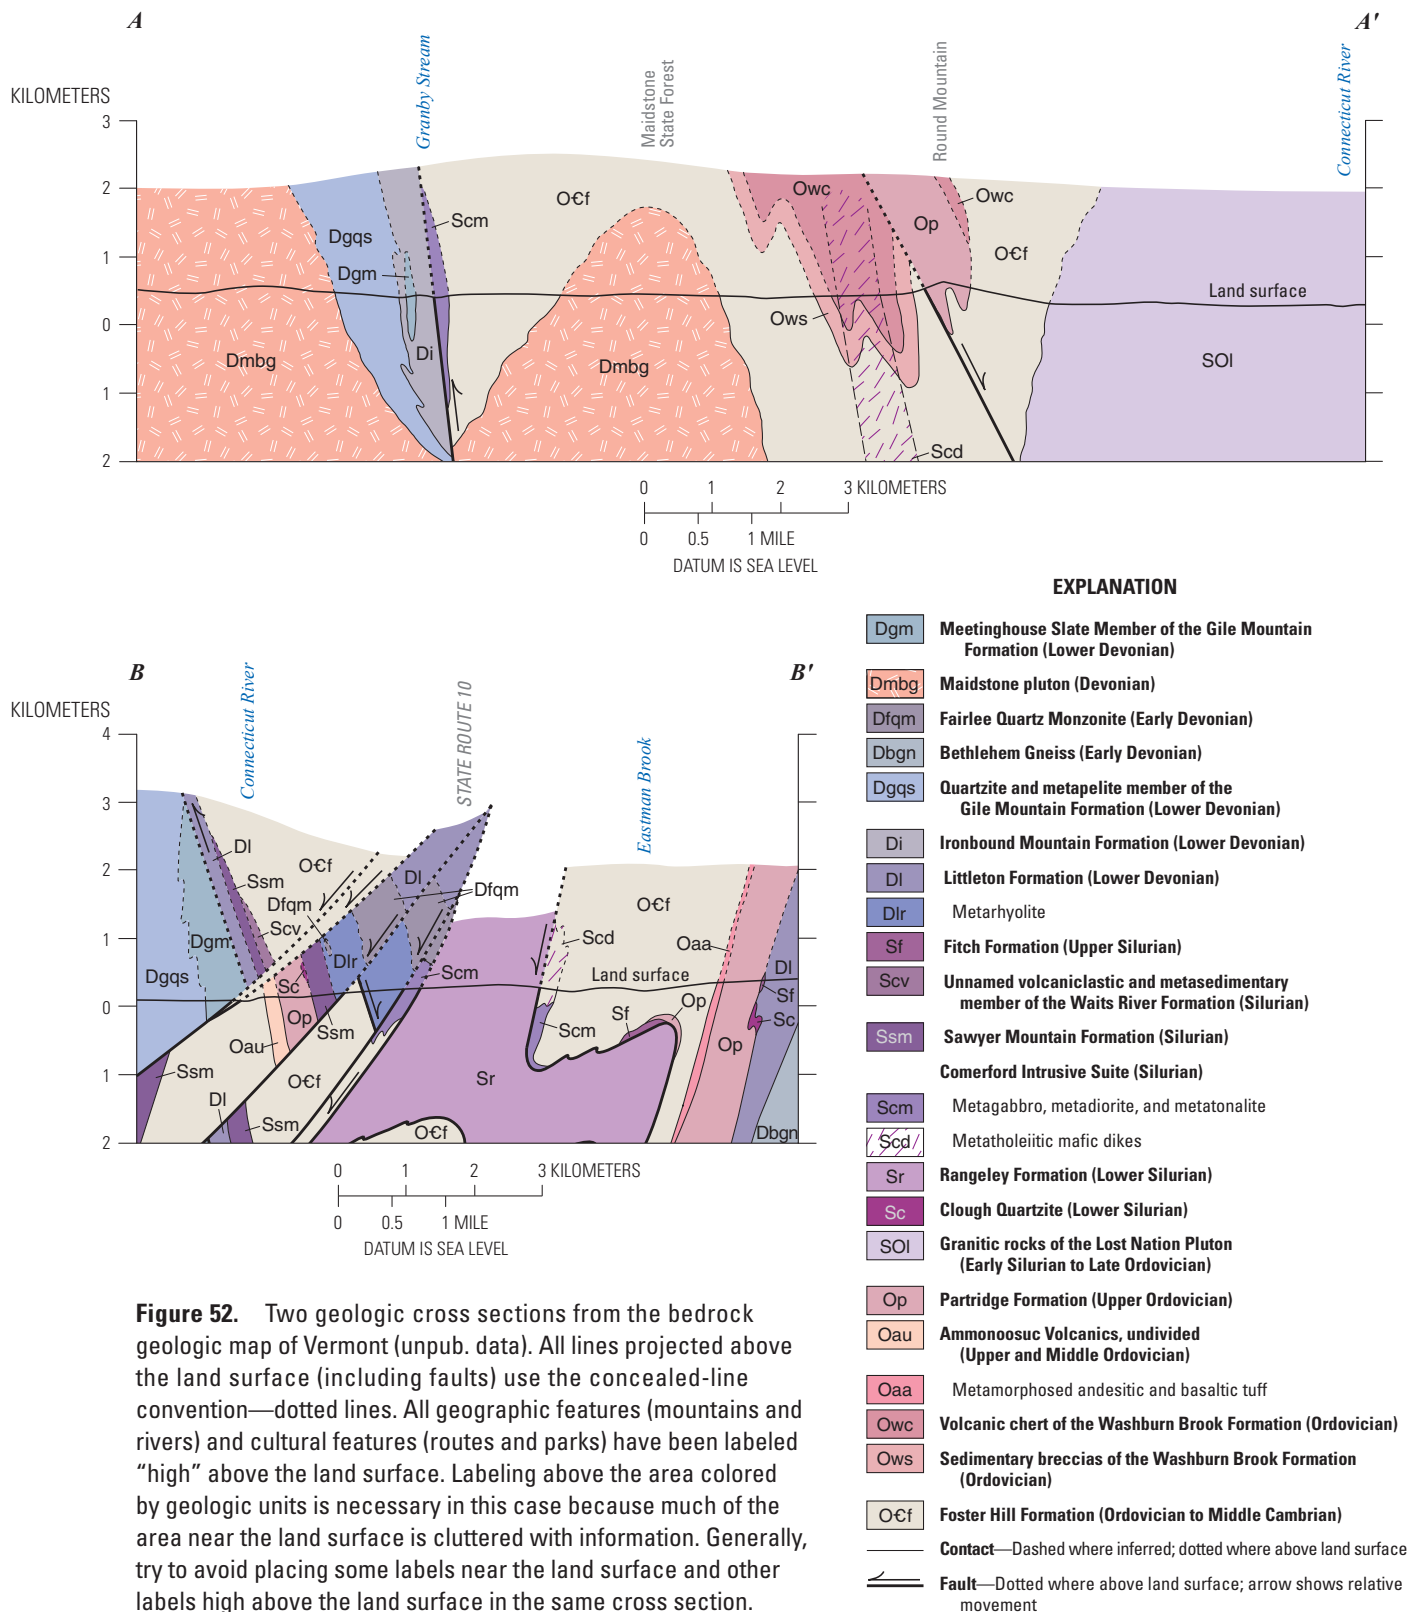 A
A′
Granby Stream
Maidstone
State Forest
Round Mountain
Connecticut River
KILOMETERS
3
2
1
0
1
2
OЄf
Scm
Dgqs
Dgm
Di
Dmbg
Dmbg
Owc
Owc
Op
OЄf
Ows
Land surface
SOl
Scd
0 1 2 3 KILOMETERS
0 0.5 1 MILE
DATUM IS SEA LEVEL
B
B′
Connecticut River
STATE ROUTE 10
Eastman Brook
KILOMETERS
4
3
2
1
0
1
2
Dl
Ssm
OЄf
Dfqm
Scv
Dgm
Dgqs
Dl
Dfqm
Dlr
Sc
Scm
Op
Ssm
Oau
Ssm
OЄf
Dl
Ssm
OЄf
Sr
Scd
OЄf
Oaa
Land surface
Dl
Sf
Sc
Op
Sf
Scm
Op
Dbgn
0 1 2 3 KILOMETERS
0 0.5 1 MILE
DATUM IS SEA LEVEL
EXPLANATION
Dgm Meetinghouse Slate Member of the Gile Mountain
Formation (Lower Devonian)
Dmbg Maidstone pluton (Devonian)
Dfqm Fairlee Quartz Monzonite (Early Devonian)
Dbgn Bethlehem Gneiss (Early Devonian)
Dgqs Quartzite and metapelite member of the
Gile Mountain Formation (Lower Devonian)
Di Ironbound Mountain Formation (Lower Devonian)
Dl Littleton Formation (Lower Devonian)
Dlr Metarhyolite
Sf Fitch Formation (Upper Silurian)
Scv Unnamed volcaniclastic and metasedimentary
member of the Waits River Formation (Silurian)
Ssm Sawyer Mountain Formation (Silurian)
Comerford Intrusive Suite (Silurian)
Scm Metagabbro, metadiorite, and metatonalite
Scd Metatholeiitic mafic dikes
Sr Rangeley Formation (Lower Silurian)
Sc Clough Quartzite (Lower Silurian)
SOl Granitic rocks of the Lost Nation Pluton
(Early Silurian to Late Ordovician)
Op Partridge Formation (Upper Ordovician)
Oau Ammonoosuc Volcanics, undivided
(Upper and Middle Ordovician)
Oaa Metamorphosed andesitic and basaltic tuff
Owc Volcanic chert of the Washburn Brook Formation (Ordovician)
Ows Sedimentary breccias of the Washburn Brook Formation
(Ordovician)
OЄf Foster Hill Formation (Ordovician to Middle Cambrian)
Contact—Dashed where inferred; dotted where above land surface
Fault—Dotted where above land surface; arrow shows relative
movement
Figure 52. Two geologic cross sections from the bedrock
geologic map of Vermont (unpub. data). All lines projected above
the land surface (including faults) use the concealed-line
convention—dotted lines. All geographic features (mountains and
rivers) and cultural features (routes and parks) have been labeled
“high” above the land surface. Labeling above the area colored
by geologic units is necessary in this case because much of the
area near the land surface is cluttered with information. Generally,
try to avoid placing some labels near the land surface and other
labels high above the land surface in the same cross section.